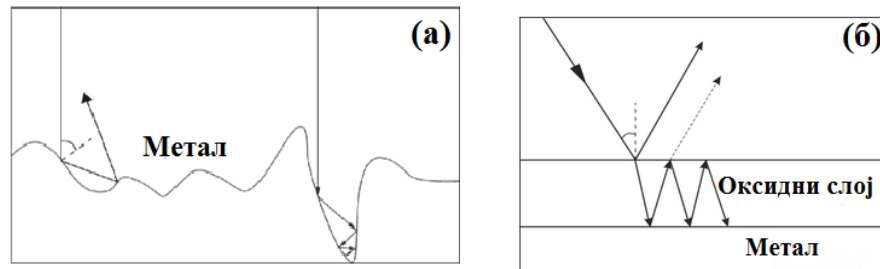 (а)
Метал
(б)
Оксидни слој
Метал